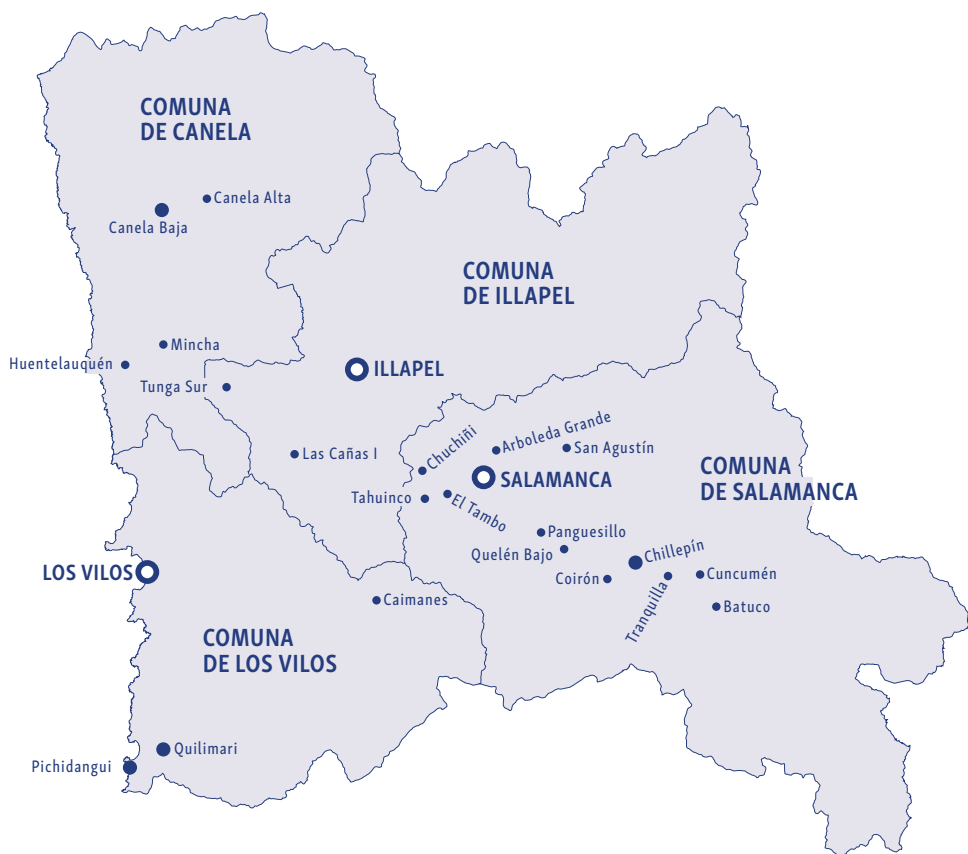 COMUNA
DE CANELA
Canela Alta
Canela Baja
COMUNA
DE ILLAPEL
Mincha
Huentelauquén
Tunga Sur
ILLAPEL
Las Cañas I
Chuchiñi
Arboleda Grande
San Agustín
COMUNA
DE SALAMANCA
SALAMANCA
Tahuinco
El Tambo
Panguesillo
Quelén Bajo
Chillepín
Coirón
Tranquilla
Cuncumén
Batuco
LOS VILOS
Caimanes
COMUNA
DE LOS VILOS
Quilimari
Pichidangui